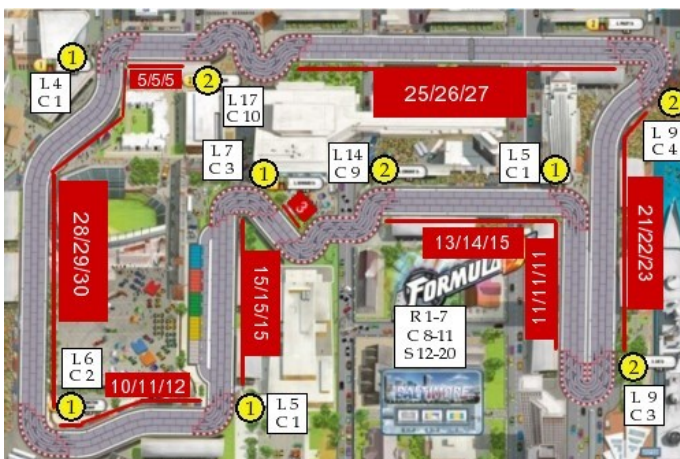 1
L 4
C 1
5/5/5
2
L 17
C 10
25/26/27
2
L 9
C 4
L 7
C 3
1
3
L 14
C 9
2
L 5
C 1
1
28/29/30
15/15/15
13/14/15
11/11/11
21/22/23
FORMULA
R 1-7
C 8-11
S 12-20
BALTIMORE
L 6
C 2
1
10/11/12
1
L 5
C 1
2
L 9
C 3